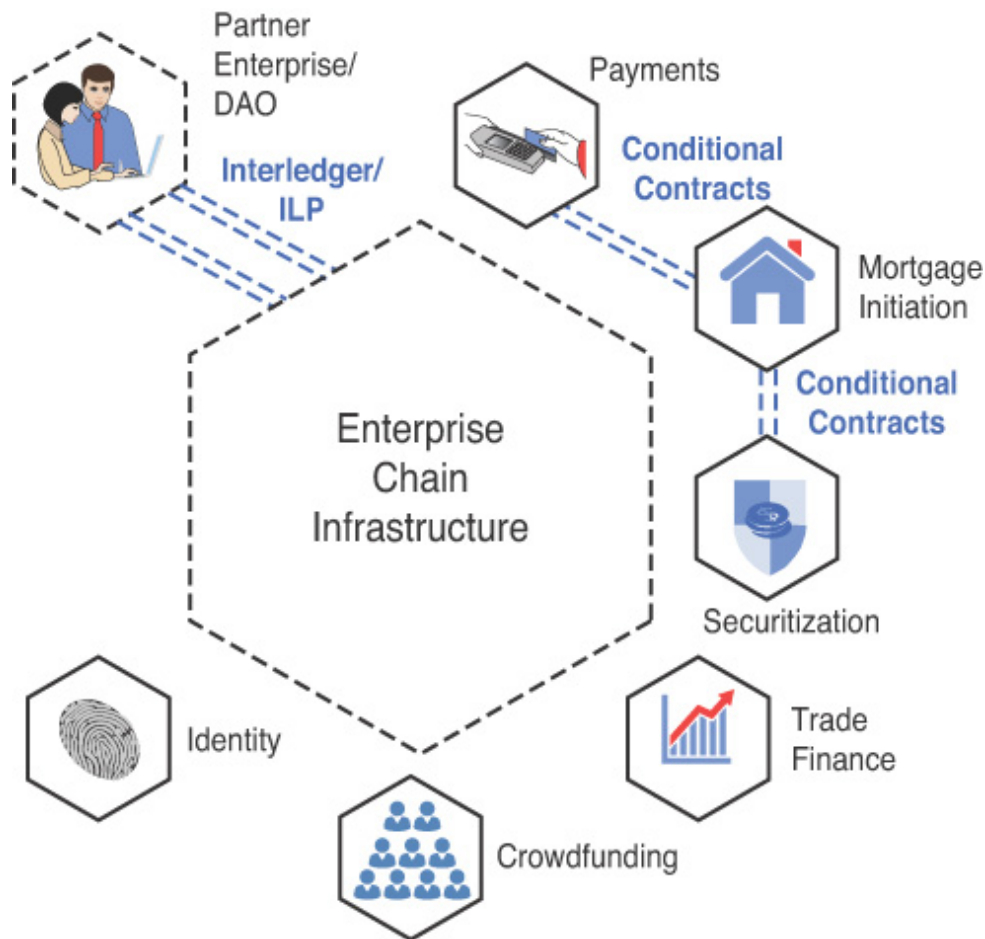 Partner
Enterprise/
DAO
Payments
Interledger/
ILP
Conditional
Contracts
Mortgage
Initiation
Conditional
Contracts
Enterprise
Chain
Infrastructure
Securitization
Identity
Trade
Finance
Crowdfunding